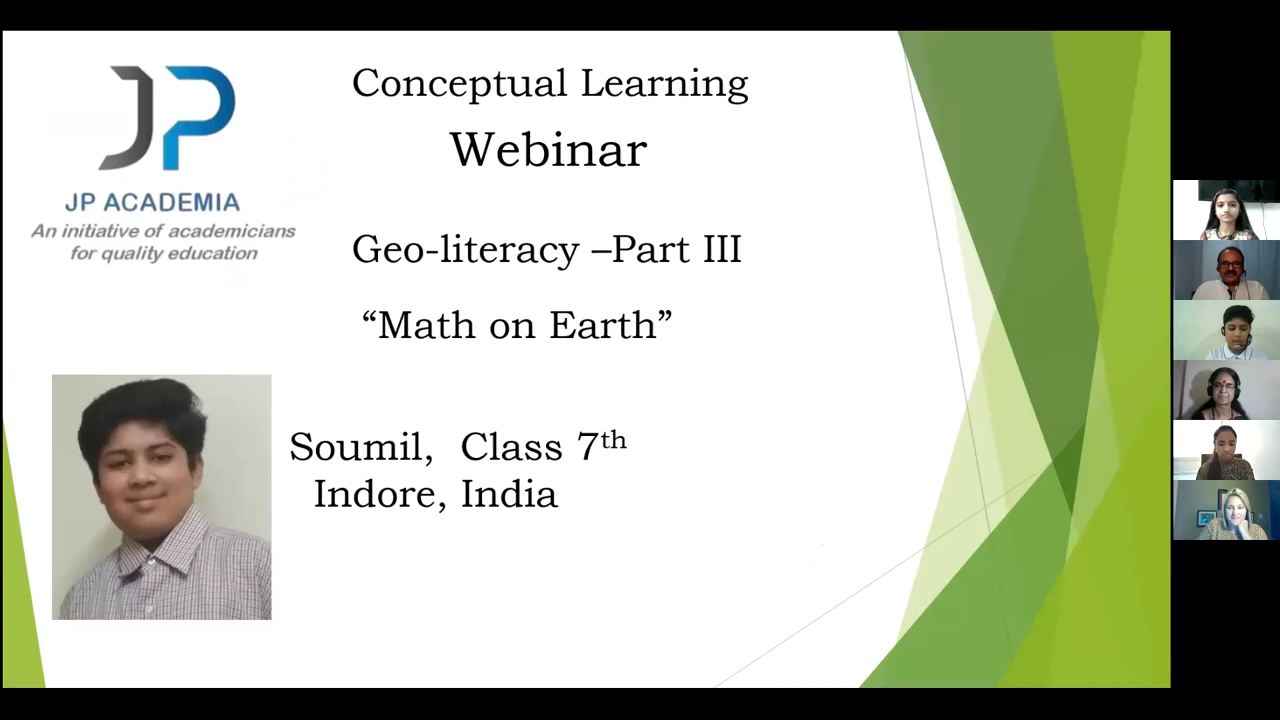 JP
JP ACADEMIA
An initiative of academicians
for quality education
Conceptual Learning
Webinar
Geo-literacy –Part III
“Math on Earth”
Soumil, Class 7th
Indore, India